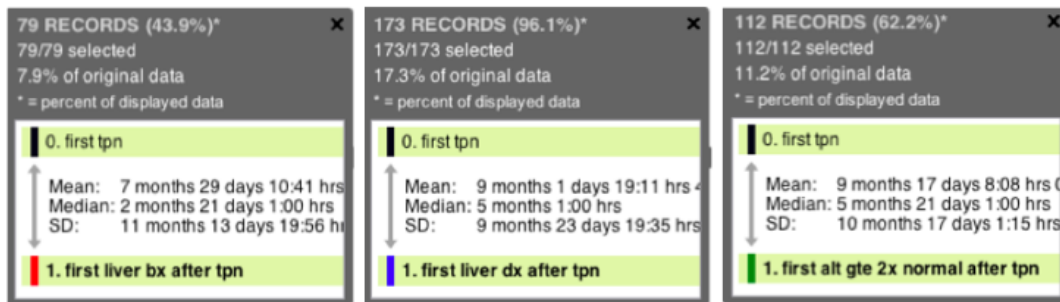 79 RECORDS (43.9%)*
79/79 selected
7.9% of original data
* = percent of displayed data
0. first tpn
Mean: 7 months 29 days 10:41 hrs
Median: 2 months 21 days 1:00 hrs
SD: 11 months 13 days 19:56 hr
1. first liver bx after tpn
173 RECORDS (96.1%)*
173/173 selected
17.3% of original data
* = percent of displayed data
0. first tpn
Mean: 9 months 1 days 19:11 hrs
Median: 5 months 1:00 hrs
SD: 9 months 23 days 19:35 hrs
1. first liver dx after tpn
112 RECORDS (62.2%)*
112/112 selected
11.2% of original data
* = percent of displayed data
0. first tpn
Mean: 9 months 17 days 8:08 hrs
Median: 5 months 21 days 1:00 hrs
SD: 10 months 17 days 1:15 hrs
1. first alt gte 2x normal after tpn